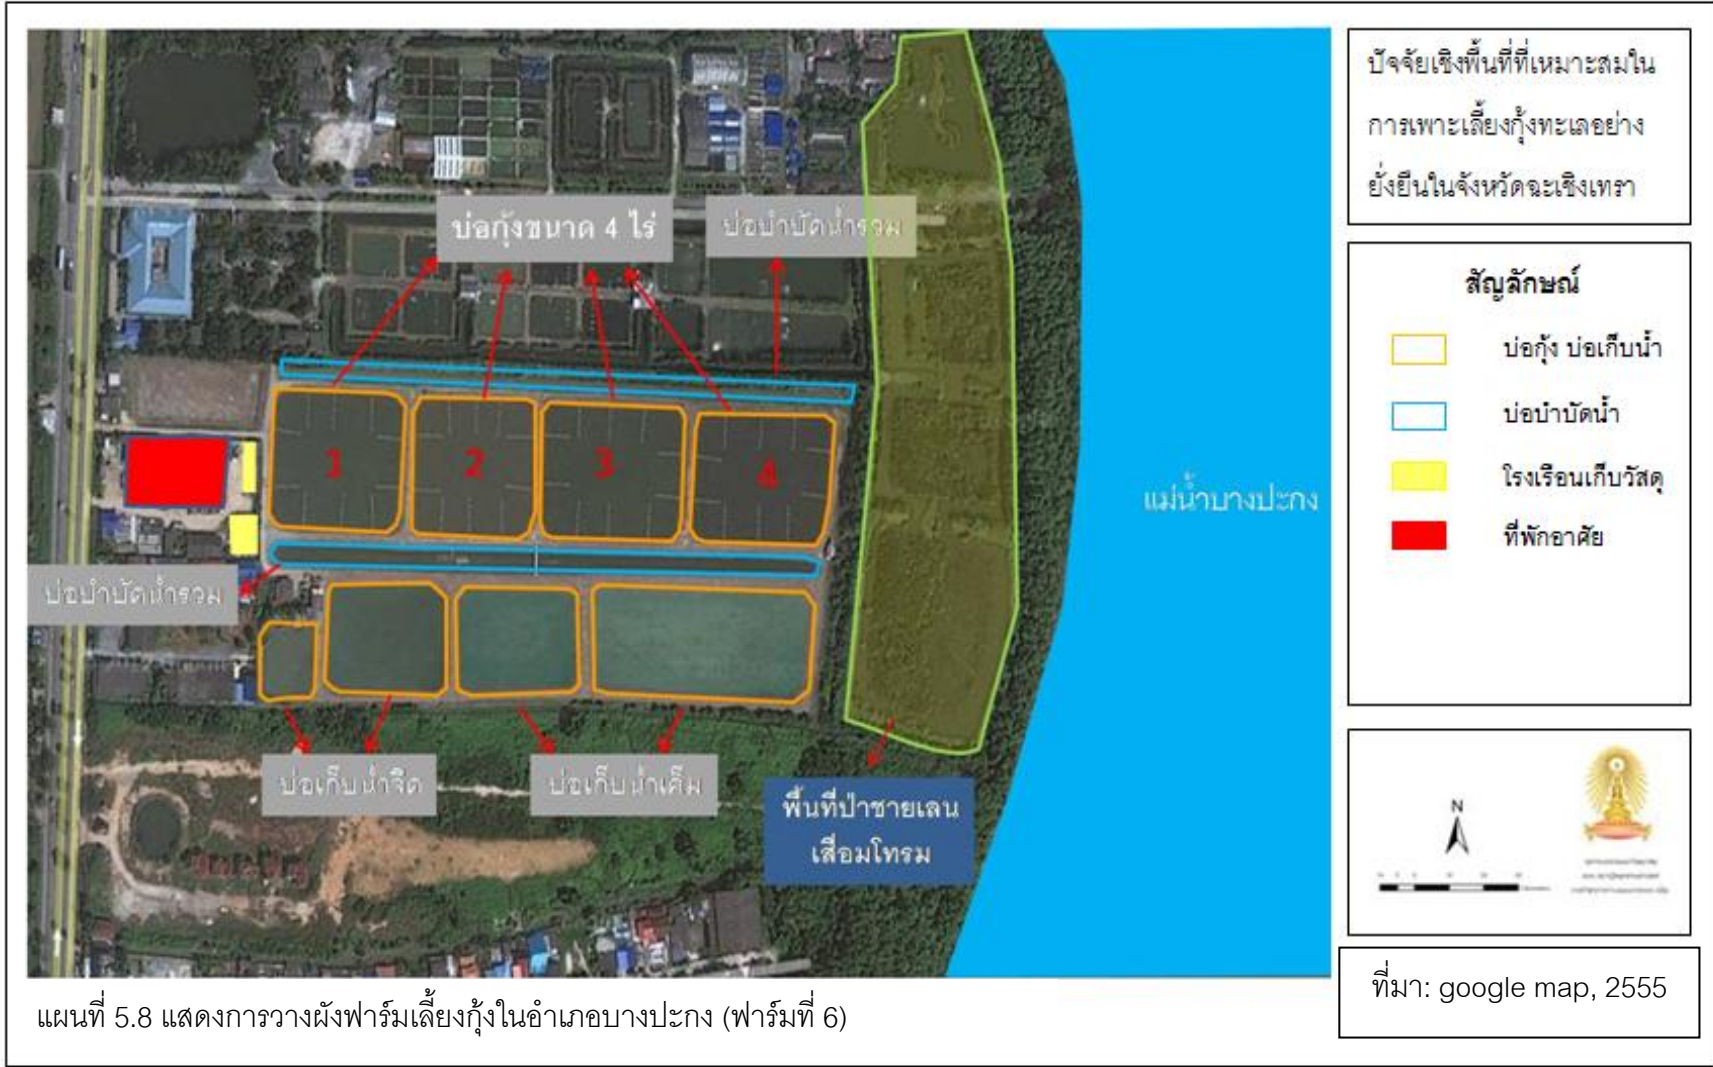 บ่อกุ้งขนาด 4 ไร่
บ่อบำบัดน้ำรวม
1
2
3
4
แม่น้ำบางปะกง
บ่อบำบัดน้ำรวม
บ่อเก็บน้ำจืด
บ่อเก็บน้ำเค็ม
พื้นที่ป่าชายเลน
เสื่อมโทรม
ปัจจัยเชิงพื้นที่ที่เหมาะสมใน
การเพาะเลี้ยงกุ้งทะเลอย่าง
ยั่งยืนในจังหวัดฉะเชิงเทรา
สัญลักษณ์
บ่อกุ้ง บ่อเก็บน้ำ
บ่อบำบัดน้ำ
โรงเรือนเก็บวัสดุ
ที่พักอาศัย
N
ที่มา: google map, 2555
แผนที่ 5.8 แสดงการวางผังฟาร์มเลี้ยงกุ้งในอำเภอบางปะกง (ฟาร์มที่ 6)